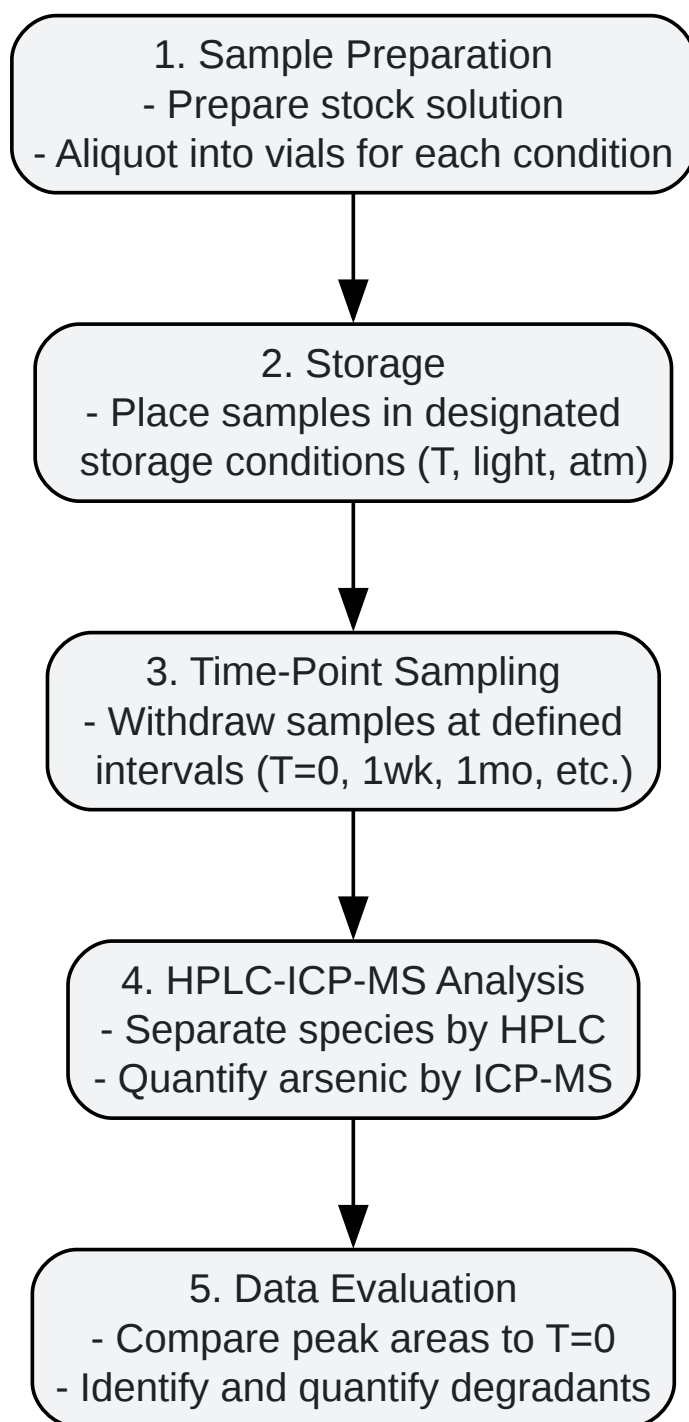 1. Sample Preparation
- Prepare stock solution
- Aliquot into vials for each condition
2. Storage
- Place samples in designated
storage conditions (T, light, atm)
3. Time-Point Sampling
- Withdraw samples at defined
intervals (T=0, 1wk, 1mo, etc.)
4. HPLC-ICP-MS Analysis
- Separate species by HPLC
- Quantify arsenic by ICP-MS
5. Data Evaluation
- Compare peak areas to T=0
- Identify and quantify degradants